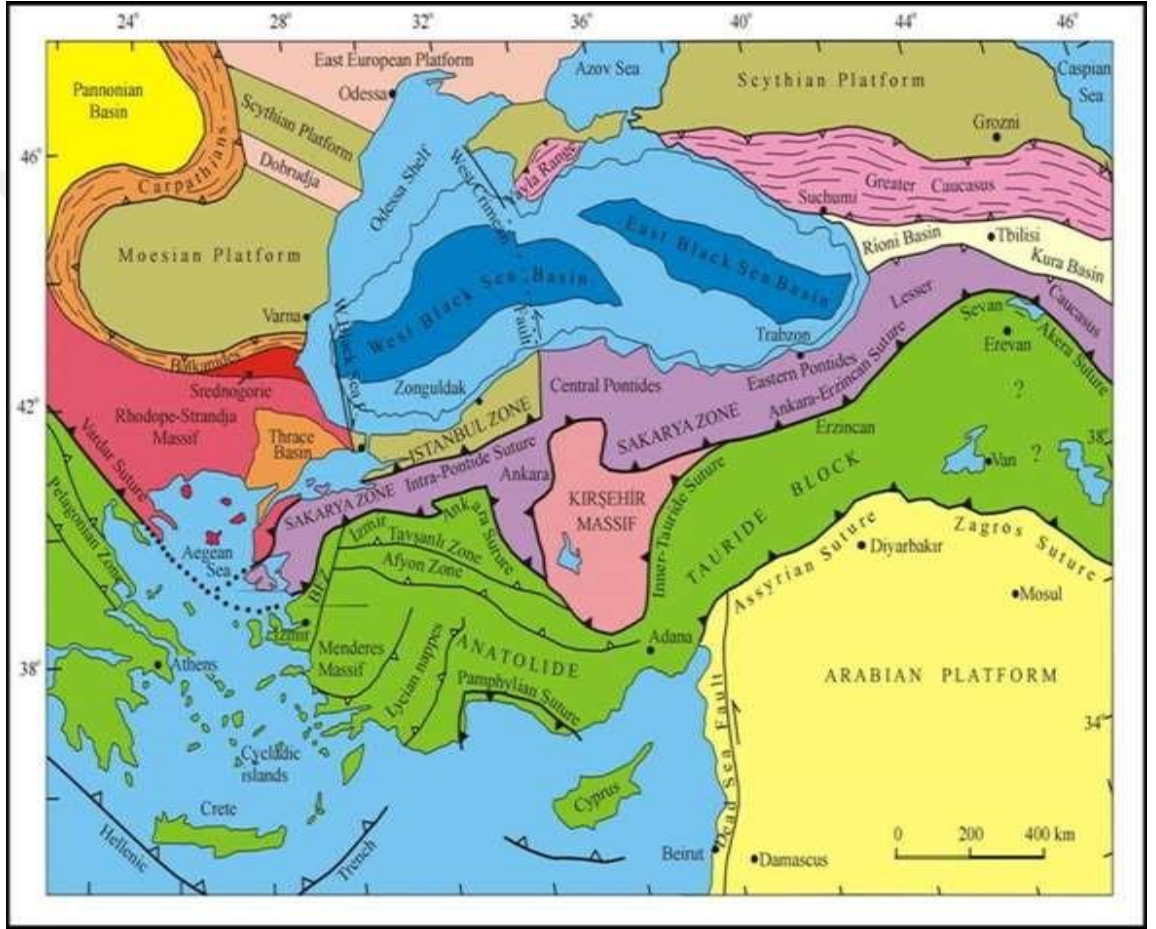 24°
28°
32°
36°
40°
44°
46°
East European Platform
Azov Sea
Scythian Platform
Caspian
Sea
Pannonian
Basin
Odessa
Scythian Platform
Grozni
46°
Dobrudja
Carpathians
Odessa Shelf
West Crimean
Fault
Yayla Range
Greater Caucasus
Suchumi
Rioni Basin
Tbilisi
Kura Basin
Moesian Platform
East Black Sea Basin
West Black Sea Basin
Lesser
Caucasus
Varna
W.Black Sea F.
Trabzon
Sevan
Akera Suture
Erevan
Balkanides
Srednogorie
Zonguldak
Central Pontides
Eastern Pontides
Ankara-Erzincan Suture
42°
Rhodope-Strandja
Massif
Thrace
Basin
ISTANBUL ZONE
SAKARYA ZONE
Erzincan
?
38°
Vardar Suture
Intra-Pontide Suture
Ankara
SAKARYA ZONE
KIRŞEHİR
MASSIF
Van
?
Pelagonian Zone
Aegean
Sea
İzmir
Ankara Suture
Tavşanlı Zone
Afyon Zone
Inner-Tauride Suture
TAURIDE BLOCK
Assyrian Suture
Zagros Suture
Diyarbakır
BFZ
Mosul
İzmir
Menderes
Massif
ANATOLIDE
Adana
38°
Athens
Lycian nappes
Pamphylian Suture
ARABIAN PLATFORM
34°
Cycladic
islands
Dead Sea Fault
Crete
Cyprus
0 200 400 km
Hellenic
Trench
Beirut
Damascus